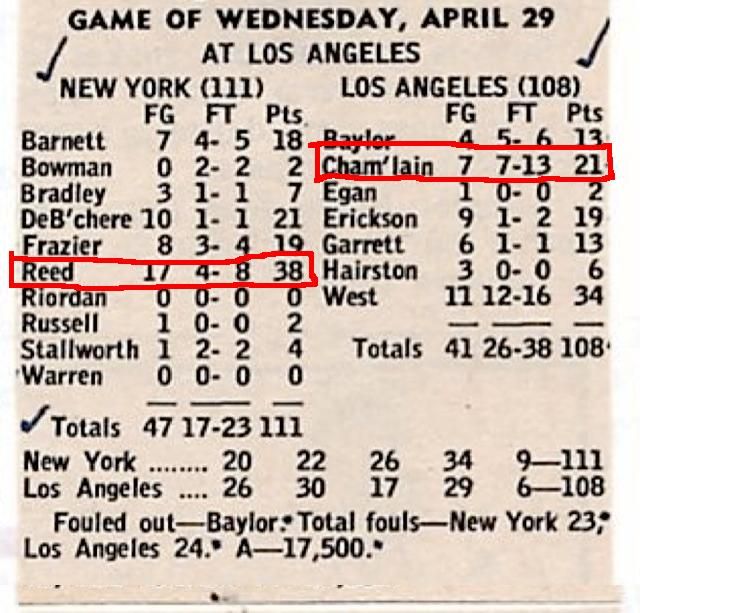 GAME OF WEDNESDAY, APRIL 29
AT LOS ANGELES
NEW YORK (111)
FG FT Pts.
Barnett 7 4- 5 18
Bowman 0 2- 2 2
Bradley 3 1- 1 7
DeB'chere 10 1- 1 21
Frazier 8 3- 4 19
Reed 17 4- 8 38
Riordan 0 0- 0 0
Russell 1 0- 0 2
Stallworth 1 2- 2 4
Warren 0 0- 0 0
Totals 47 17-23 111
LOS ANGELES (108)
FG FT Pts
Baylor 4 5- 6 13
Cham'lain 7 7-13 21
Egan 1 0- 0 2
Erickson 9 1- 2 19
Garrett 6 1- 1 13
Hairston 3 0- 0 6
West 11 12-16 34
Totals 41 26-38 108
New York ........ 20 22 26 34 9—111
Los Angeles .... 26 30 17 29 6—108
Fouled out—Baylor. Total fouls—New York 23,
Los Angeles 24. A—17,500.